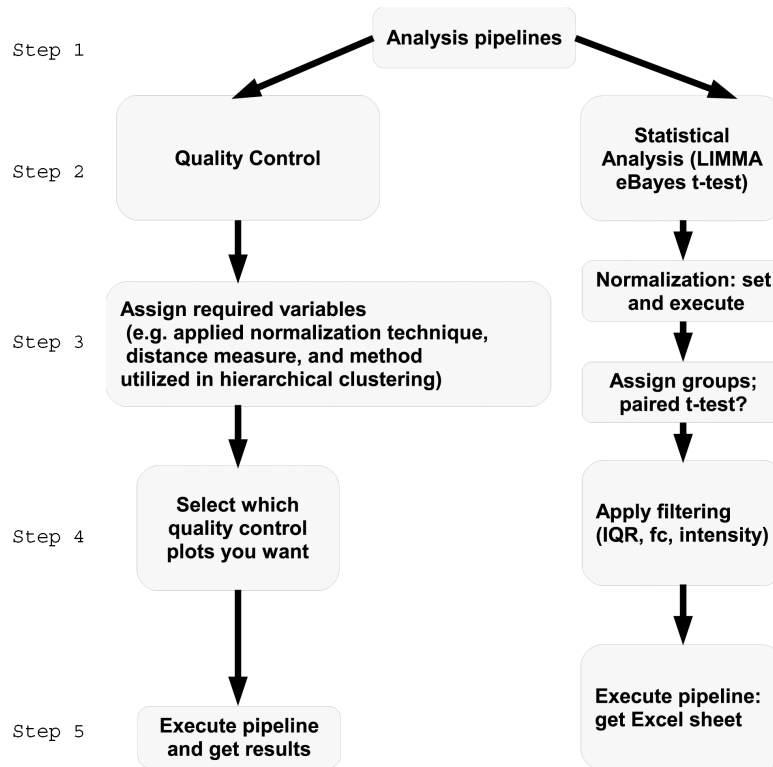 Step 1
Analysis pipelines
Step 2
Quality Control
Statistical
Analysis (LIMMA
eBayes t-test)
Normalization: set
and execute
Step 3
Assign required variables
(e.g. applied normalization technique,
distance measure, and method
utilized in hierarchical clustering)
Assign groups;
paired t-test?
Step 4
Select which
quality control
plots you want
Apply filtering
(IQR, fc, intensity)
Step 5
Execute pipeline
and get results
Execute pipeline:
get Excel sheet